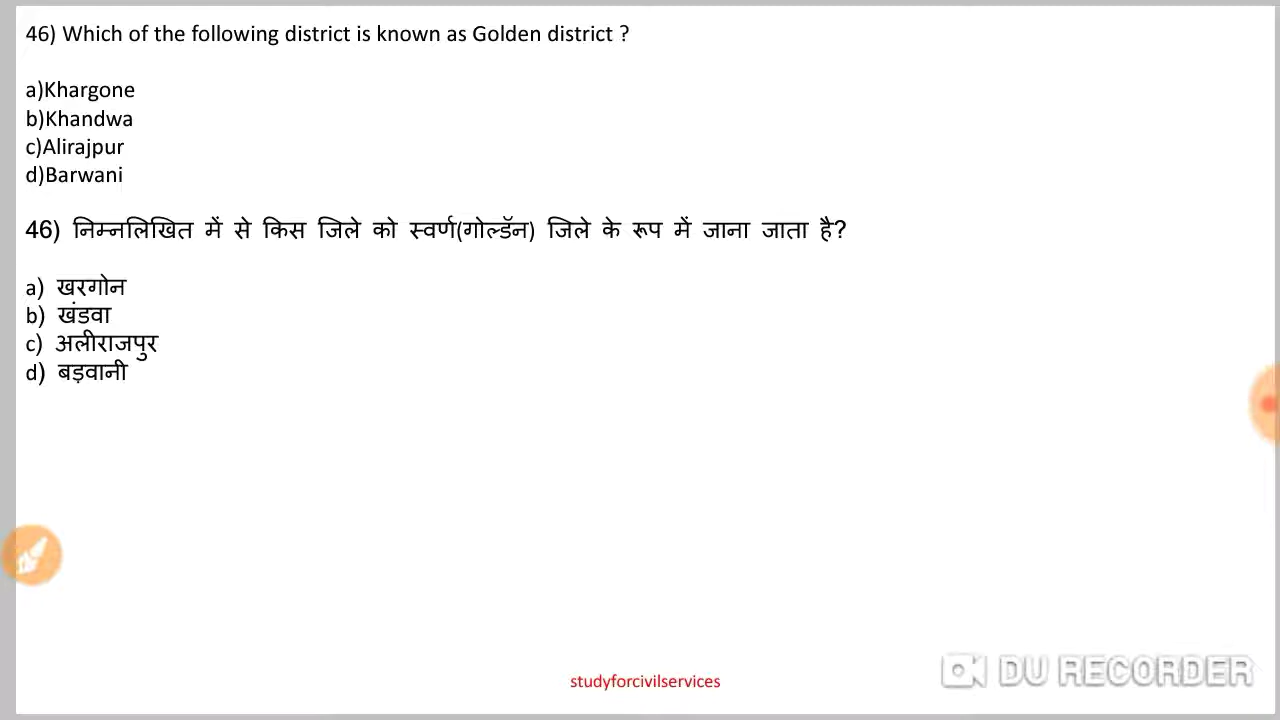 46) Which of the following district is known as Golden district ?
a)Khargone
b)Khandwa
c)Alirajpur
d)Barwani
46) निम्नलिखित में से किस जिले को स्वर्ण(गोल्डॅन) जिले के रूप में जाना जाता है?
a) खरगोन
b) खंडवा
c) अलीराजपुर
d) बड़वानी
studyforcivilservices
DU RECORDER